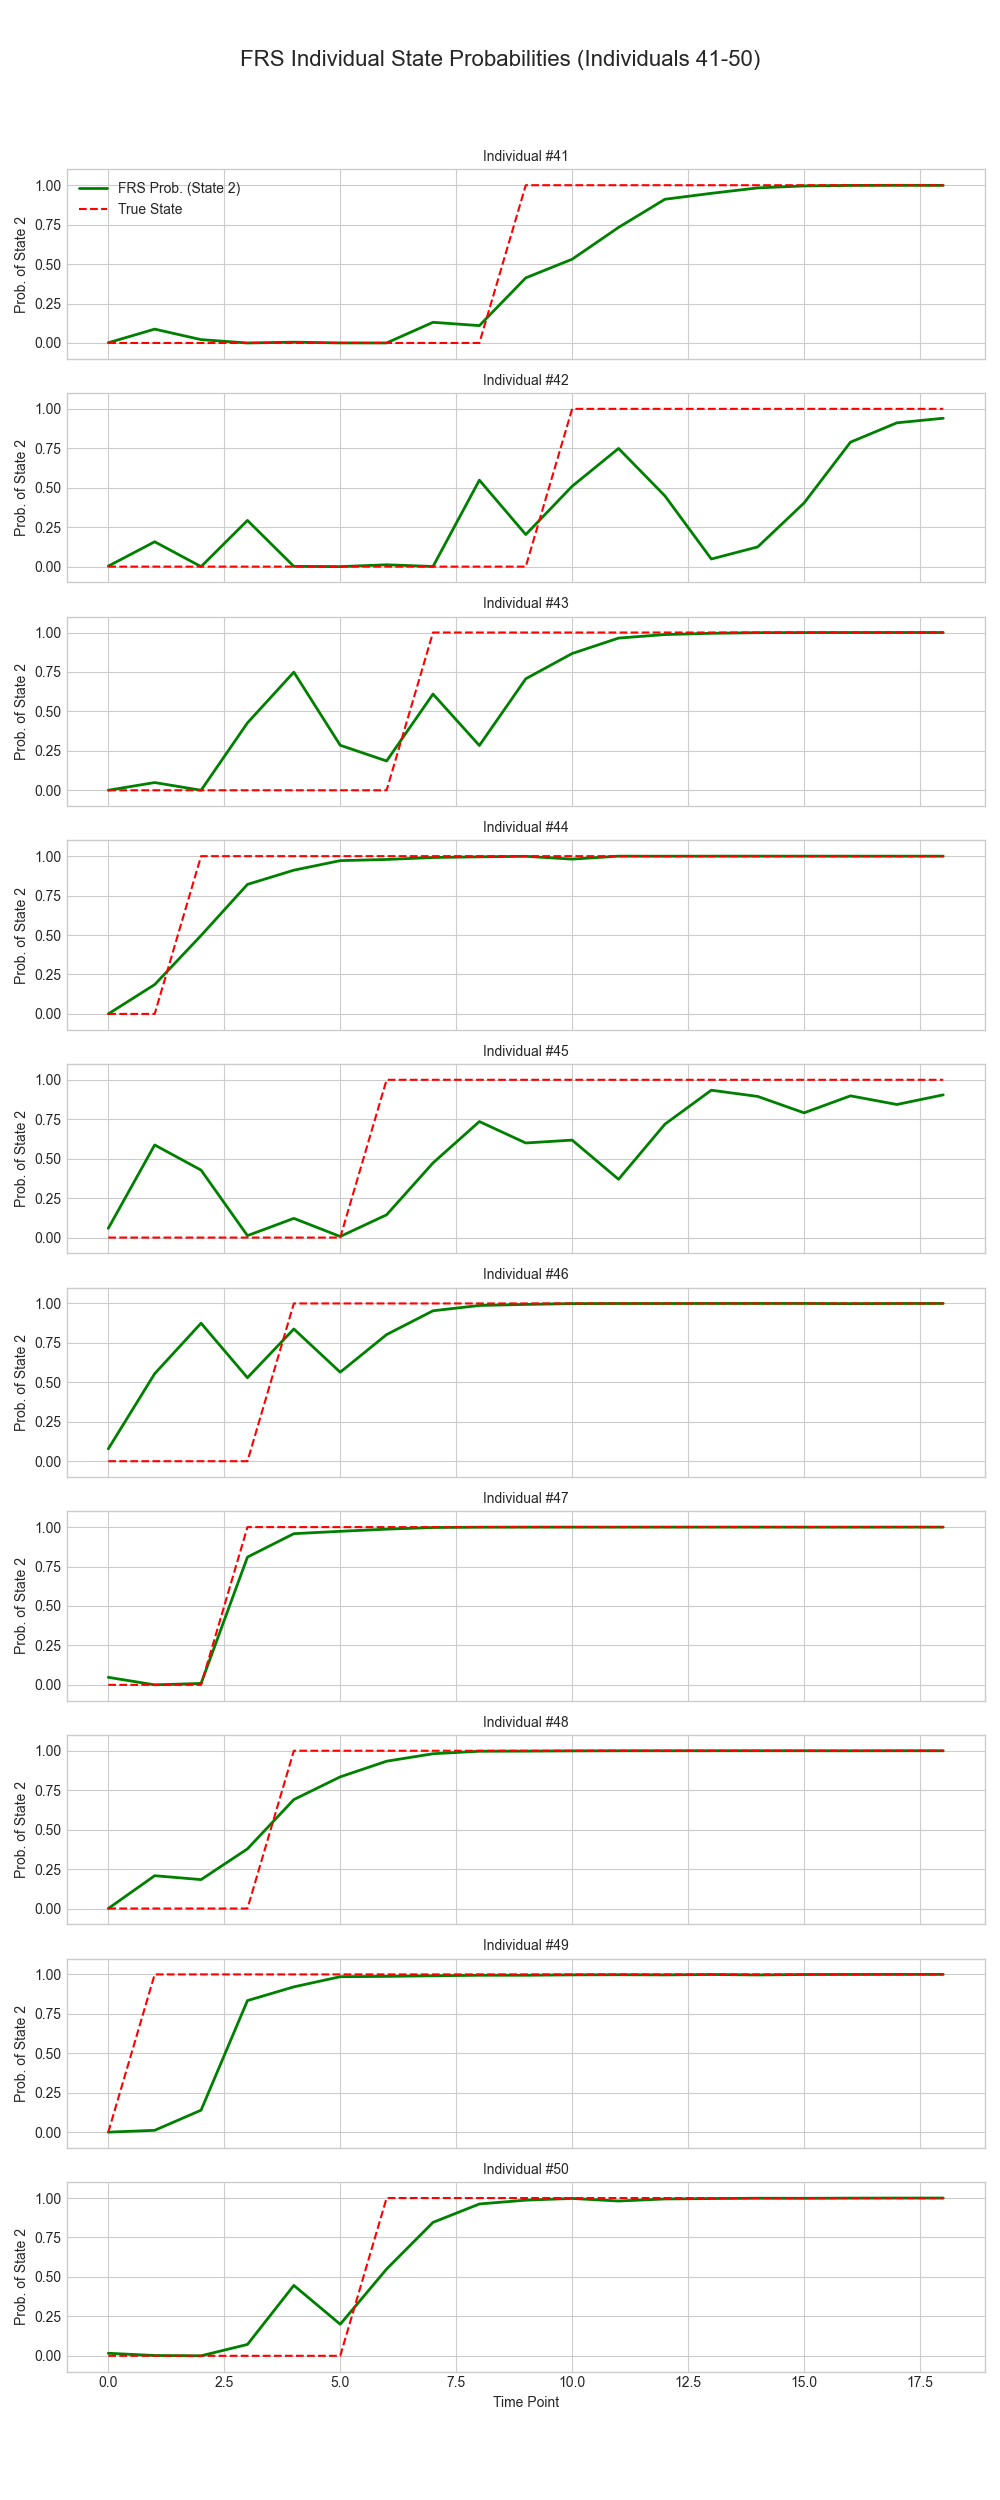 FRS Individual State Probabilities (Individuals 41-50)
Individual #41
FRS Prob. (State 2)
True State
Prob. of State 2
1.00
0.75
0.50
0.25
0.00
Individual #42
Prob. of State 2
1.00
0.75
0.50
0.25
0.00
Individual #43
Prob. of State 2
1.00
0.75
0.50
0.25
0.00
Individual #44
Prob. of State 2
1.00
0.75
0.50
0.25
0.00
Individual #45
Prob. of State 2
1.00
0.75
0.50
0.25
0.00
Individual #46
Prob. of State 2
1.00
0.75
0.50
0.25
0.00
Individual #47
Prob. of State 2
1.00
0.75
0.50
0.25
0.00
Individual #48
Prob. of State 2
1.00
0.75
0.50
0.25
0.00
Individual #49
Prob. of State 2
1.00
0.75
0.50
0.25
0.00
Individual #50
Prob. of State 2
1.00
0.75
0.50
0.25
0.00
0.0 2.5 5.0 7.5 10.0 12.5 15.0 17.5
Time Point